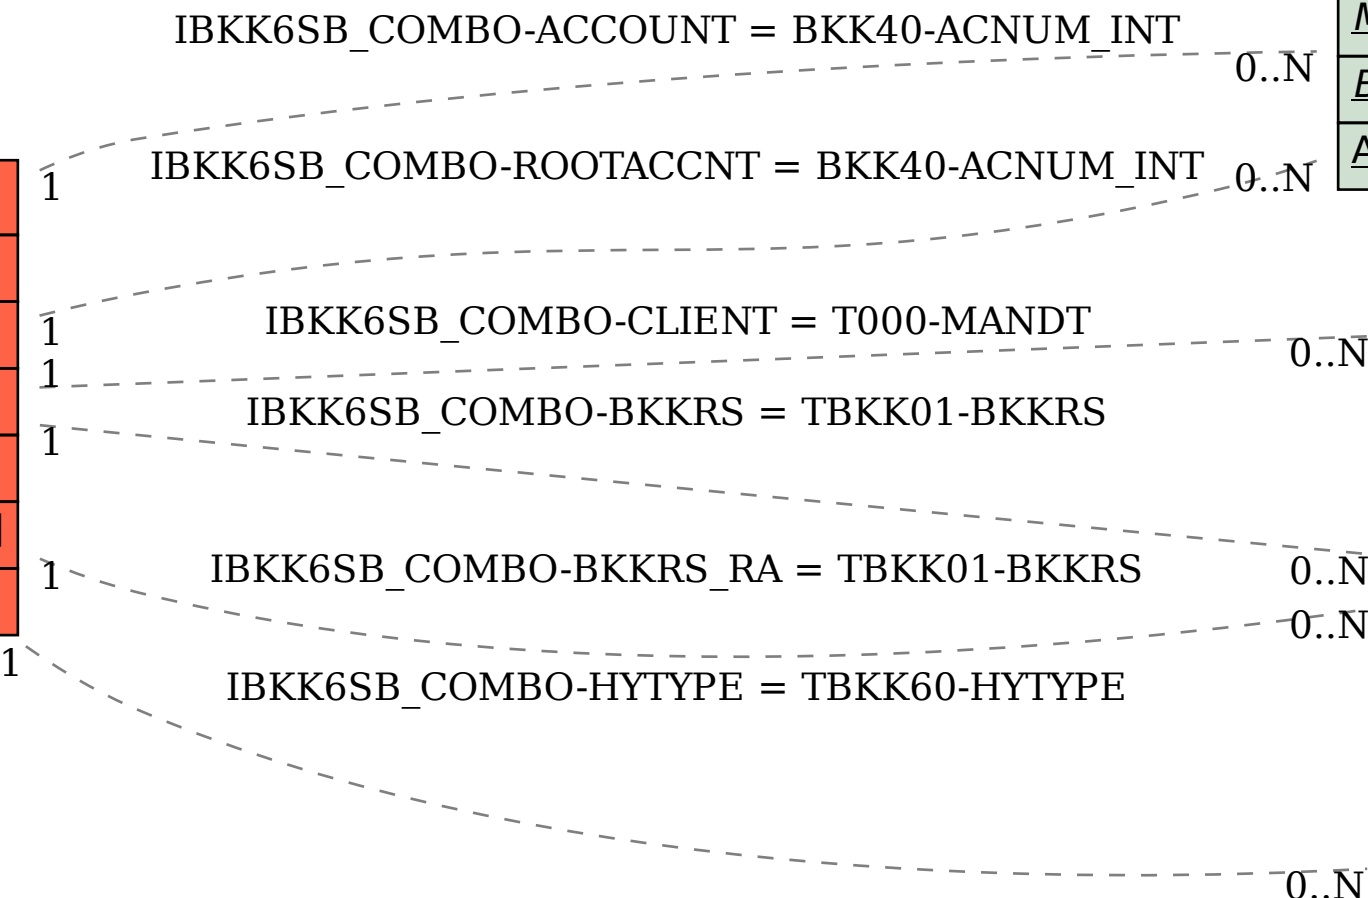 IBKK6SB_COMBO-ACCOUNT = BKK40-ACNUM_INT
0..N
1
IBKK6SB_COMBO-ROOTACCNT = BKK40-ACNUM_INT
0..N
A
1
IBKK6SB_COMBO-CLIENT = T000-MANDT
0..N
1
IBKK6SB_COMBO-BKKRS = TBKK01-BKKRS
1
0..N
IBKK6SB_COMBO-BKKRS_RA = TBKK01-BKKRS
1
0..N
1
IBKK6SB_COMBO-HYTYPE = TBKK60-HYTYPE
0..N